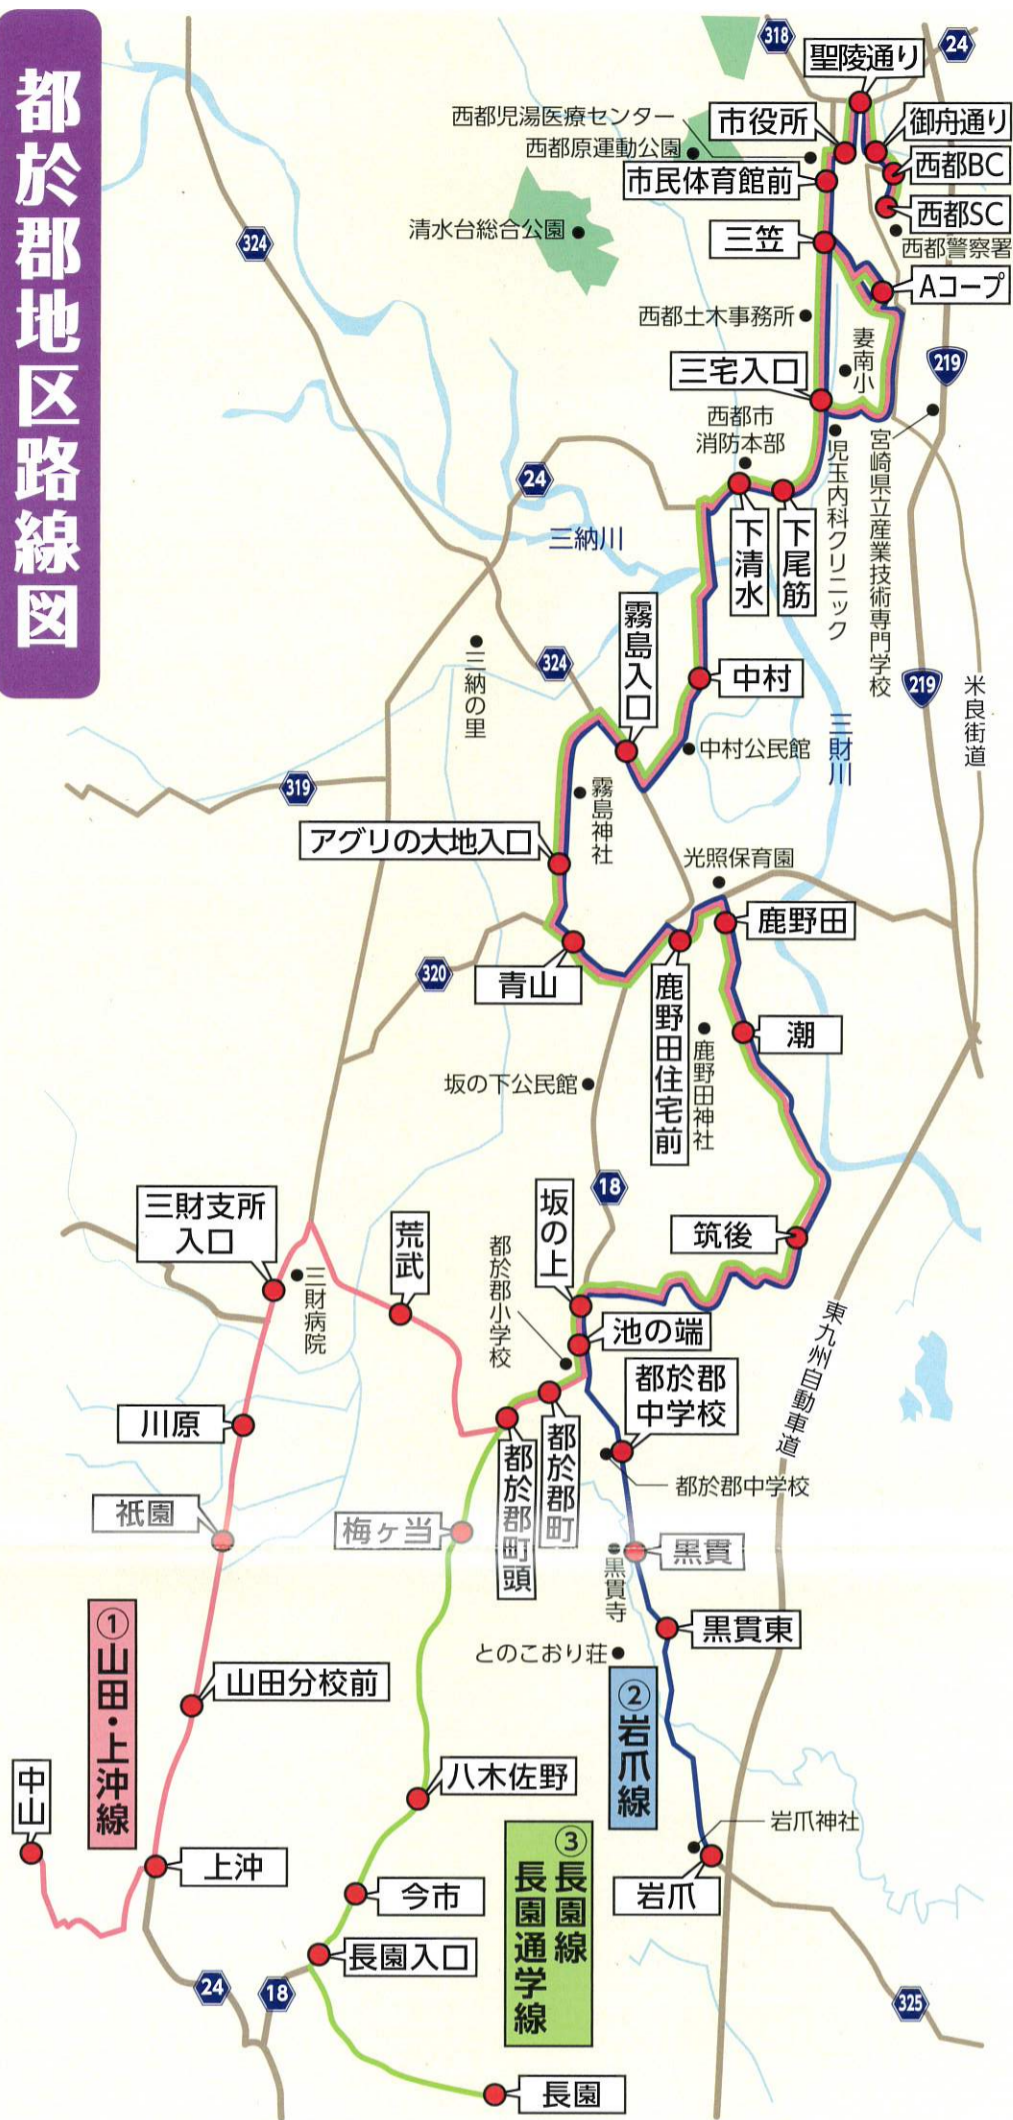 都於郡地区路線図
318
24
聖陵通り
西都児湯医療センター
市役所
御舟通り
西都原運動公園
西都BC
市民体育館前
西都SC
清水台総合公園
三笠
西都警察署
324
Aコープ
西都土木事務所
妻南小
219
三宅入口
西都市
消防本部
児玉内科クリニック
宮崎県立産業技術専門学校
24
三納川
下清水
下尾筋
霧島入口
三納の里
324
中村
219
米良街道
三財川
中村公民館
319
霧島神社
アグリの大地入口
光照保育園
鹿野田
青山
320
鹿野田住宅前
潮
鹿野田神社
坂の下公民館
18
三財支所
入口
荒武
坂の上
筑後
都於郡小学校
三財病院
池の端
東九州自動車道
都於郡
中学校
川原
都於郡町
都於郡町頭
都於郡中学校
祇園
梅ヶ当
黒貫
黒貫寺
①山田・上沖線
黒貫東
とのこおり荘
②岩爪線
山田分校前
中山
八木佐野
③長園線
長園通学線
岩爪神社
上沖
今市
岩爪
長園入口
24
18
325
長園